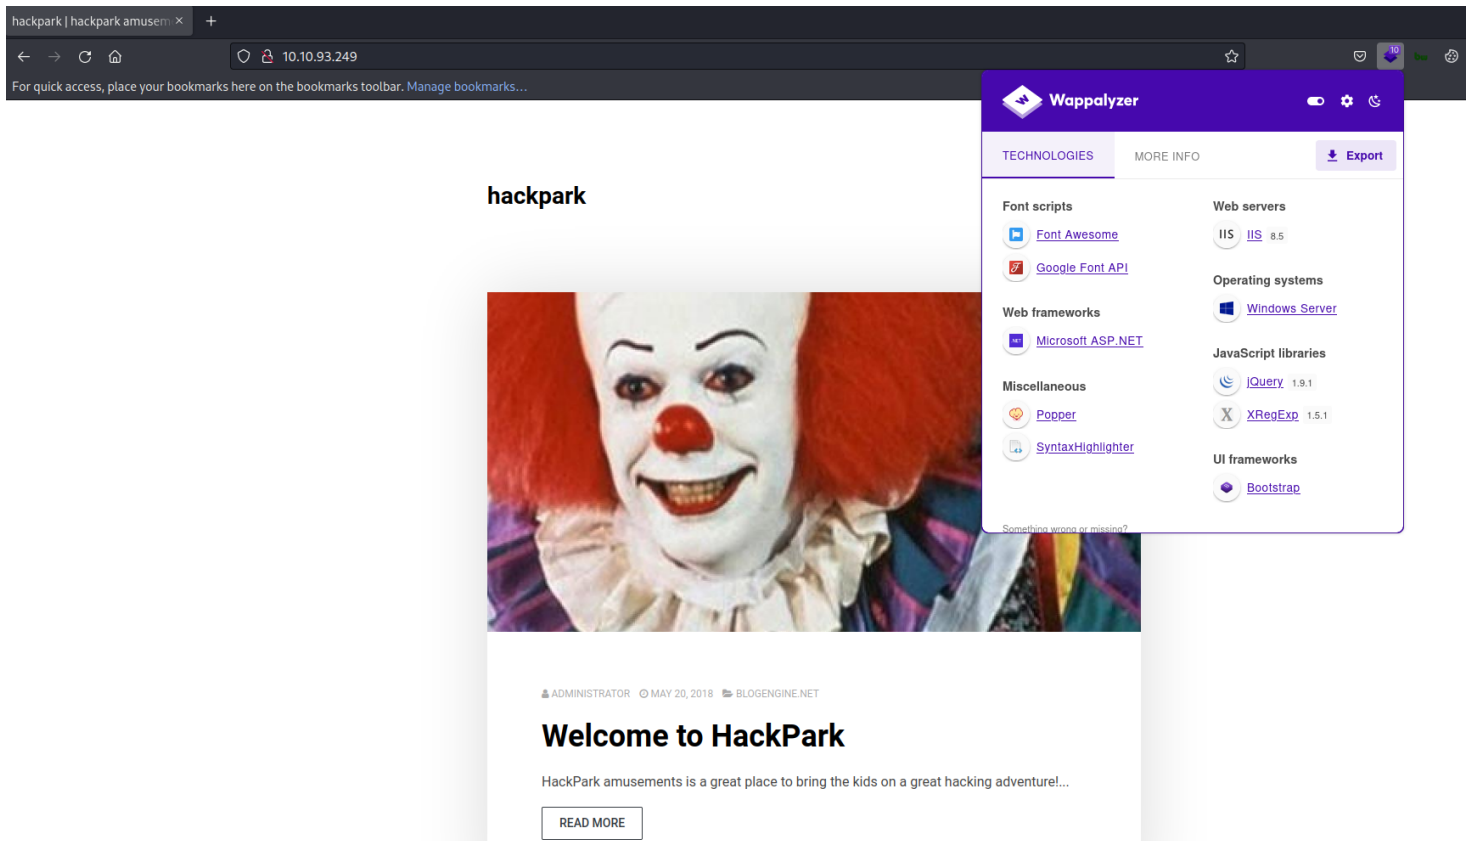 hackpark | hackpark amusem
10.10.93.249
10
For quick access, place your bookmarks here on the bookmarks toolbar. Manage bookmarks...
Wappalyzer
TECHNOLOGIES
MORE INFO
Export
Font scripts
Font Awesome
Google Font API
Web frameworks
Microsoft ASP.NET
Miscellaneous
Popper
SyntaxHighlighter
Web servers
IIS IIS 8.5
Operating systems
Windows Server
JavaScript libraries
jQuery 1.9.1
X XRegExp 1.5.1
UI frameworks
Bootstrap
Something wrong or missing?
hackpark
ADMINISTRATOR MAY 20, 2018 BLOGENGINE.NET
Welcome to HackPark
HackPark amusements is a great place to bring the kids on a great hacking adventure!...
READ MORE